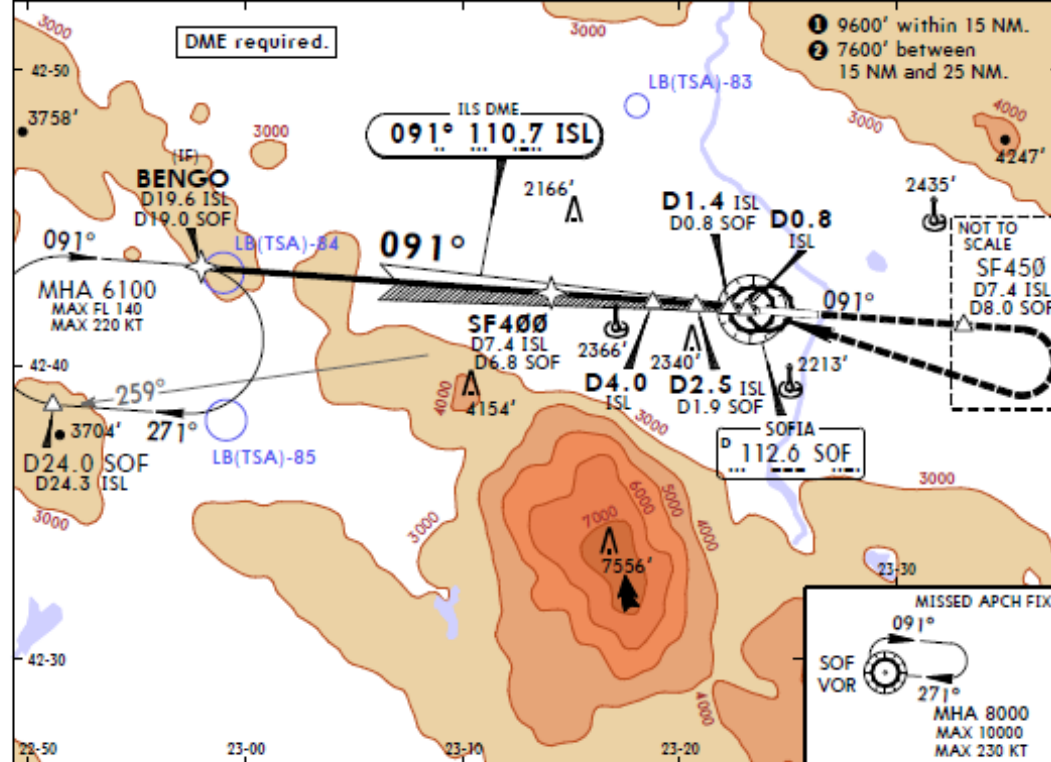 3000
DME required.
3000
❶ 9600' within 15 NM.
❷ 7600' between
15 NM and 25 NM.
42-50
LB(TSA)-83
3758'
3000
ILS DME
091° 110.7 ISL
3000
4000
4247'
(IF)
BENGO
D19.6 ISL
D19.0 SOF
2166'
D1.4 ISL
D0.8 SOF
D0.8
ISL
2435'
NOT TO
SCALE
SF450
D7.4 ISL
D8.0 SOF
091°
LB(TSA)-84
091°
091°
MHA 6100
MAX FL 140
MAX 220 KT
SF400
D7.4 ISL
D6.8 SOF
2366'
2340'
2213'
42-40
D4.0
ISL
D2.5 ISL
D1.9 SOF
259°
4000
4154'
3000
3704'
271°
D24.0 SOF
D24.3 ISL
LB(TSA)-85
SOFIA
D 112.6 SOF
3000
3000
3000
7000
6000
5000
4000
7556'
23-30
MISSED APCH FIX
091°
SOF
VOR
271°
MHA 8000
MAX 10000
MAX 230 KT
42-30
4000
22-50
23-00
23-10
23-20